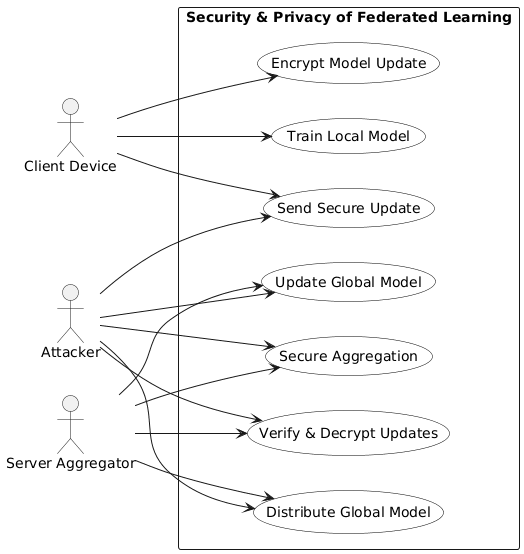 Security & Privacy of Federated Learning
Encrypt Model Update
Client Device
Train Local Model
Send Secure Update
Update Global Model
Attacker
Secure Aggregation
Verify & Decrypt Updates
Server Aggregator
Distribute Global Model